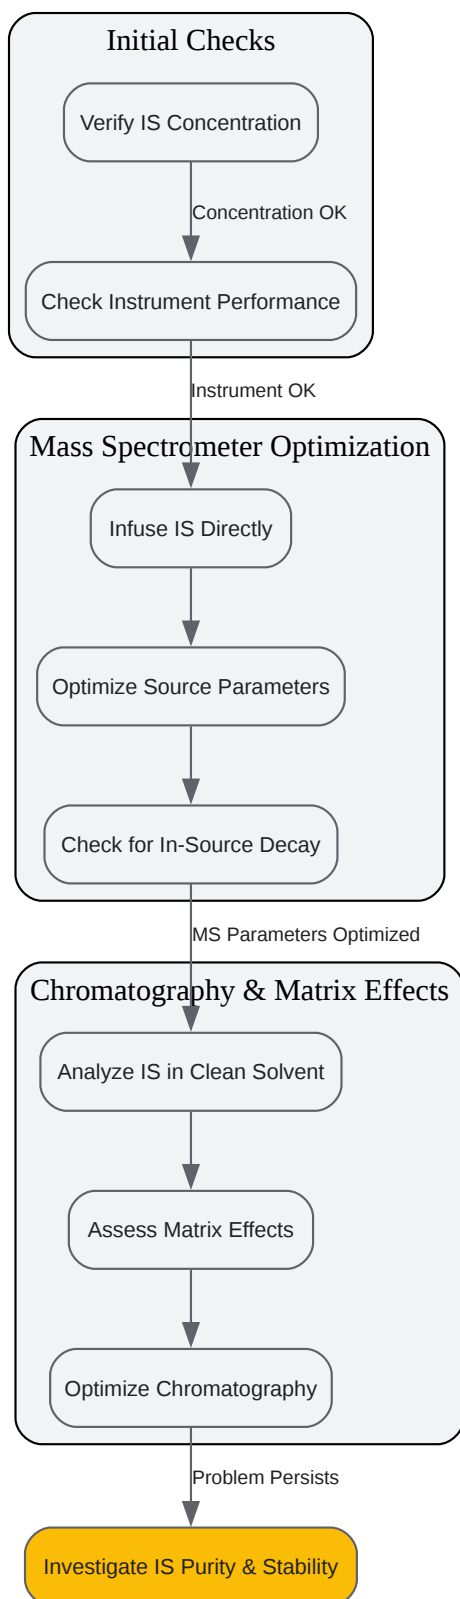 Initial Checks
Verify IS Concentration
Concentration OK
Check Instrument Performance
Instrument OK
Mass Spectrometer Optimization
Infuse IS Directly
Optimize Source Parameters
Check for In-Source Decay
MS Parameters Optimized
Chromatography & Matrix Effects
Analyze IS in Clean Solvent
Assess Matrix Effects
Optimize Chromatography
Problem Persists
Investigate IS Purity & Stability